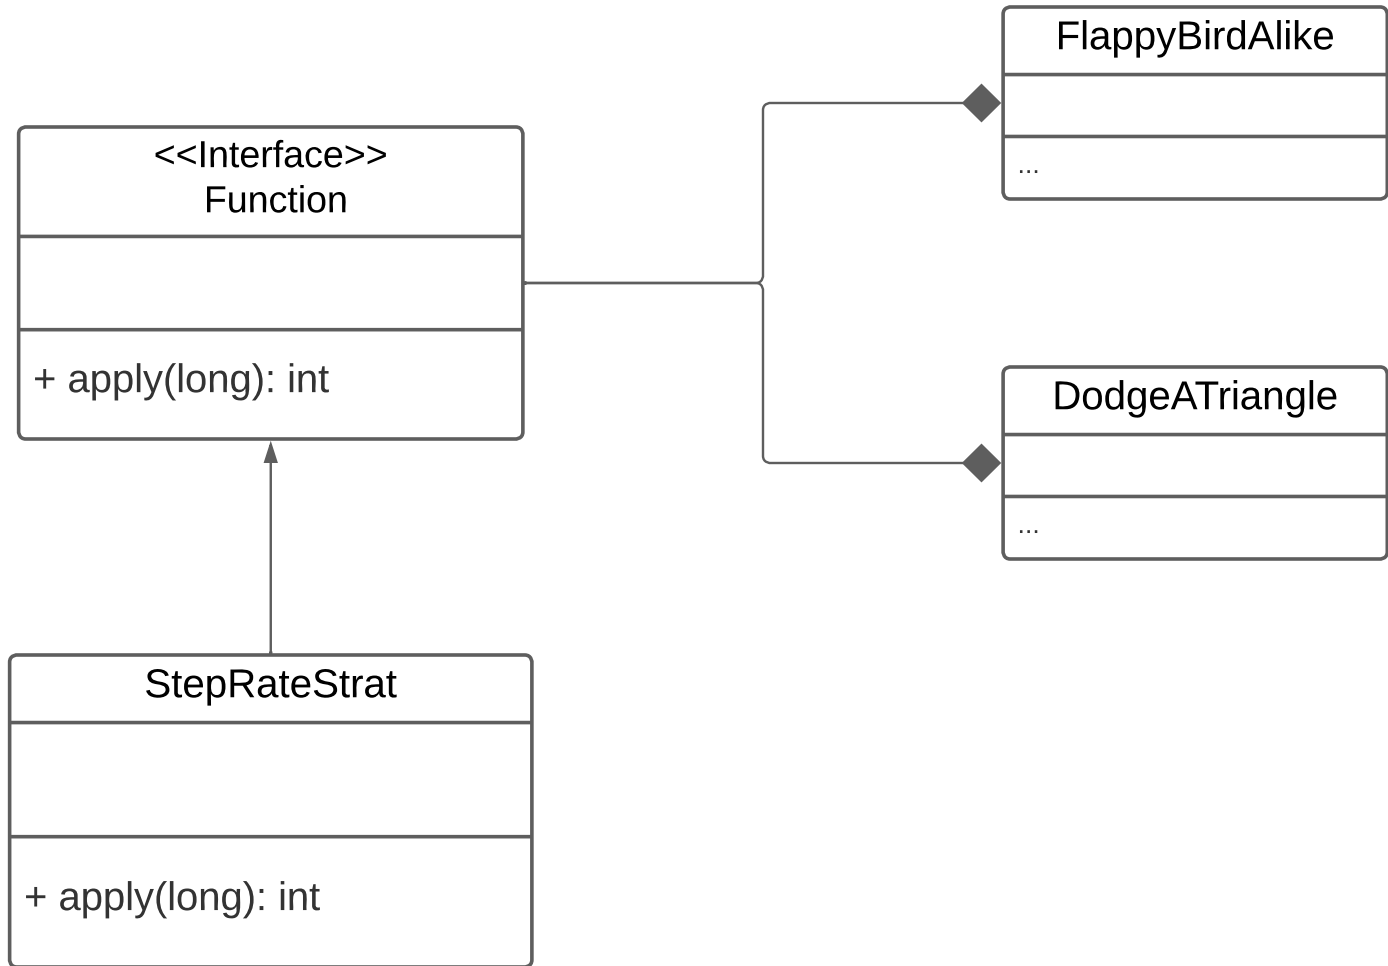 <<Interface>>
Function
+ apply(long): int
StepRateStrat
+ apply(long): int
FlappyBirdAlike
...
DodgeATriangle
...